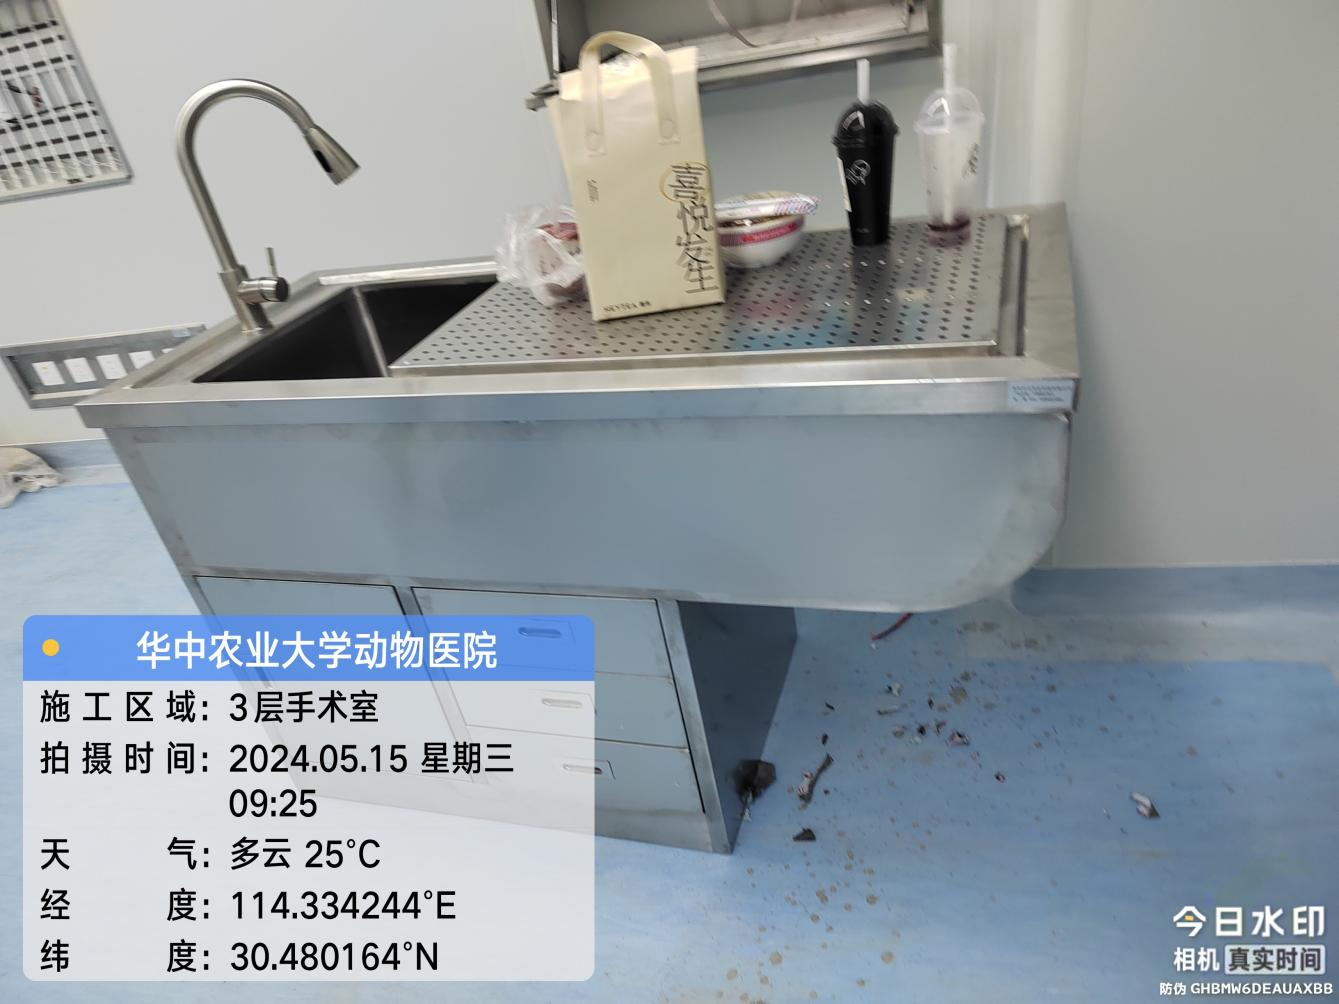 喜悦发生
华中农业大学动物医院
施工区域：3层手术室
拍摄时间：2024.05.15 星期三
09:25
天气：多云 25°C
经度：114.334244°E
纬度：30.480164°N
今日水印
相机 真实时间
防伪 GHBMW6DEAUAXBB